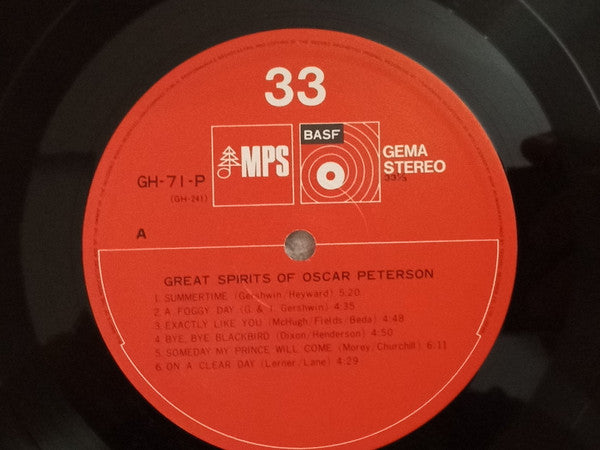 33
MPS
BASF
GEMA
STEREO
33⅓
GH-71-P
(GH-241)
A
GREAT SPIRITS OF OSCAR PETERSON
1. SUMMERTIME (Gershwin/Heyward) 5:20
2. A FOGGY DAY (G. & I. Gershwin) 4:35
3. EXACTLY LIKE YOU (McHugh/Fields/Beda) 4:48
4. BYE, BYE BLACKBIRD (Dixon/Henderson) 4:50
5. SOMEDAY MY PRINCE WILL COME (Morey/Churchill) 6:11
6. ON A CLEAR DAY (Lerner/Lane) 4:29